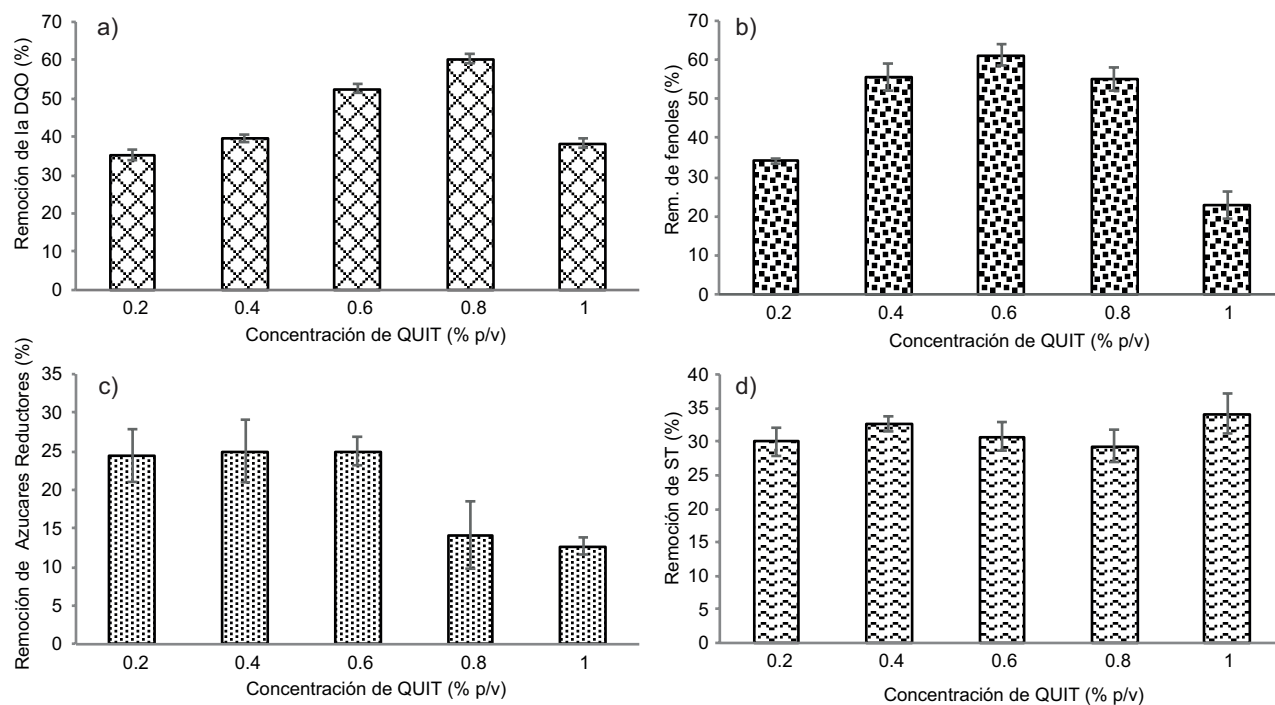 a)
Remoción de la DQO (%)
70
60
50
40
30
20
10
0
0.2 0.4 0.6 0.8 1
Concentración de QUIT (% p/v)
b)
Rem. de fenoles (%)
70
60
50
40
30
20
10
0
0.2 0.4 0.6 0.8 1
Concentración de QUIT (% p/v)
c)
Remoción de Azucares Reductores (%)
35
30
25
20
15
10
5
0
0.2 0.4 0.6 0.8 1
Concentración de QUIT (% p/v)
d)
Remoción de ST (%)
40
35
30
25
20
15
10
5
0
0.2 0.4 0.6 0.8 1
Concentración de QUIT (% p/v)